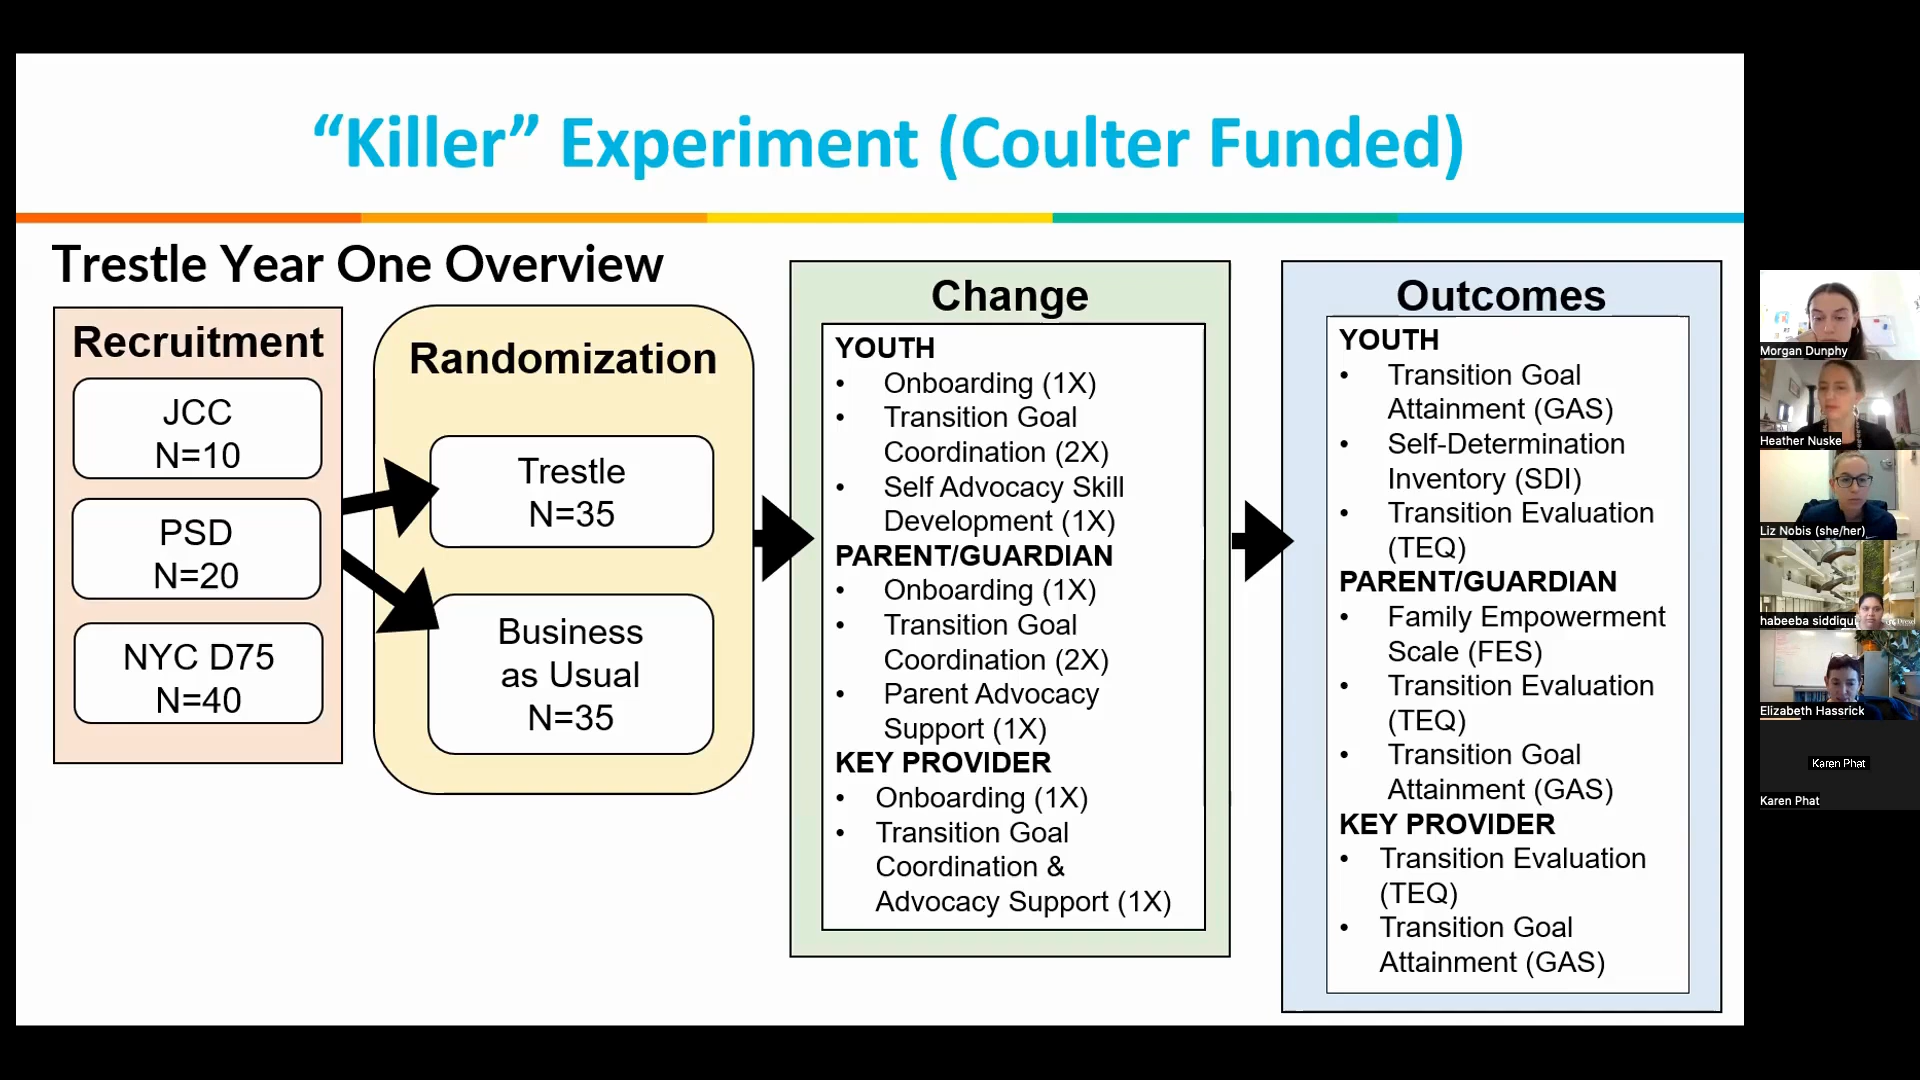 “Killer” Experiment (Coulter Funded)
Trestle Year One Overview
Recruitment
JCC
N=10
PSD
N=20
NYC D75
N=40
Randomization
Trestle
N=35
Business
as Usual
N=35
Change
YOUTH
• Onboarding (1X)
• Transition Goal
Coordination (2X)
• Self Advocacy Skill
Development (1X)
PARENT/GUARDIAN
• Onboarding (1X)
• Transition Goal
Coordination (2X)
• Parent Advocacy
Support (1X)
KEY PROVIDER
• Onboarding (1X)
• Transition Goal
Coordination &
Advocacy Support (1X)
Outcomes
YOUTH
• Transition Goal
Attainment (GAS)
• Self-Determination
Inventory (SDI)
• Transition Evaluation
(TEQ)
PARENT/GUARDIAN
• Family Empowerment
Scale (FES)
• Transition Evaluation
(TEQ)
• Transition Goal
Attainment (GAS)
KEY PROVIDER
• Transition Evaluation
(TEQ)
• Transition Goal
Attainment (GAS)
Morgan Dunphy
Heather Nuske
Liz Nobis (she/her)
habeeba siddiqui
Drexel
Elizabeth Hassrick
Karen Phat
Karen Phat